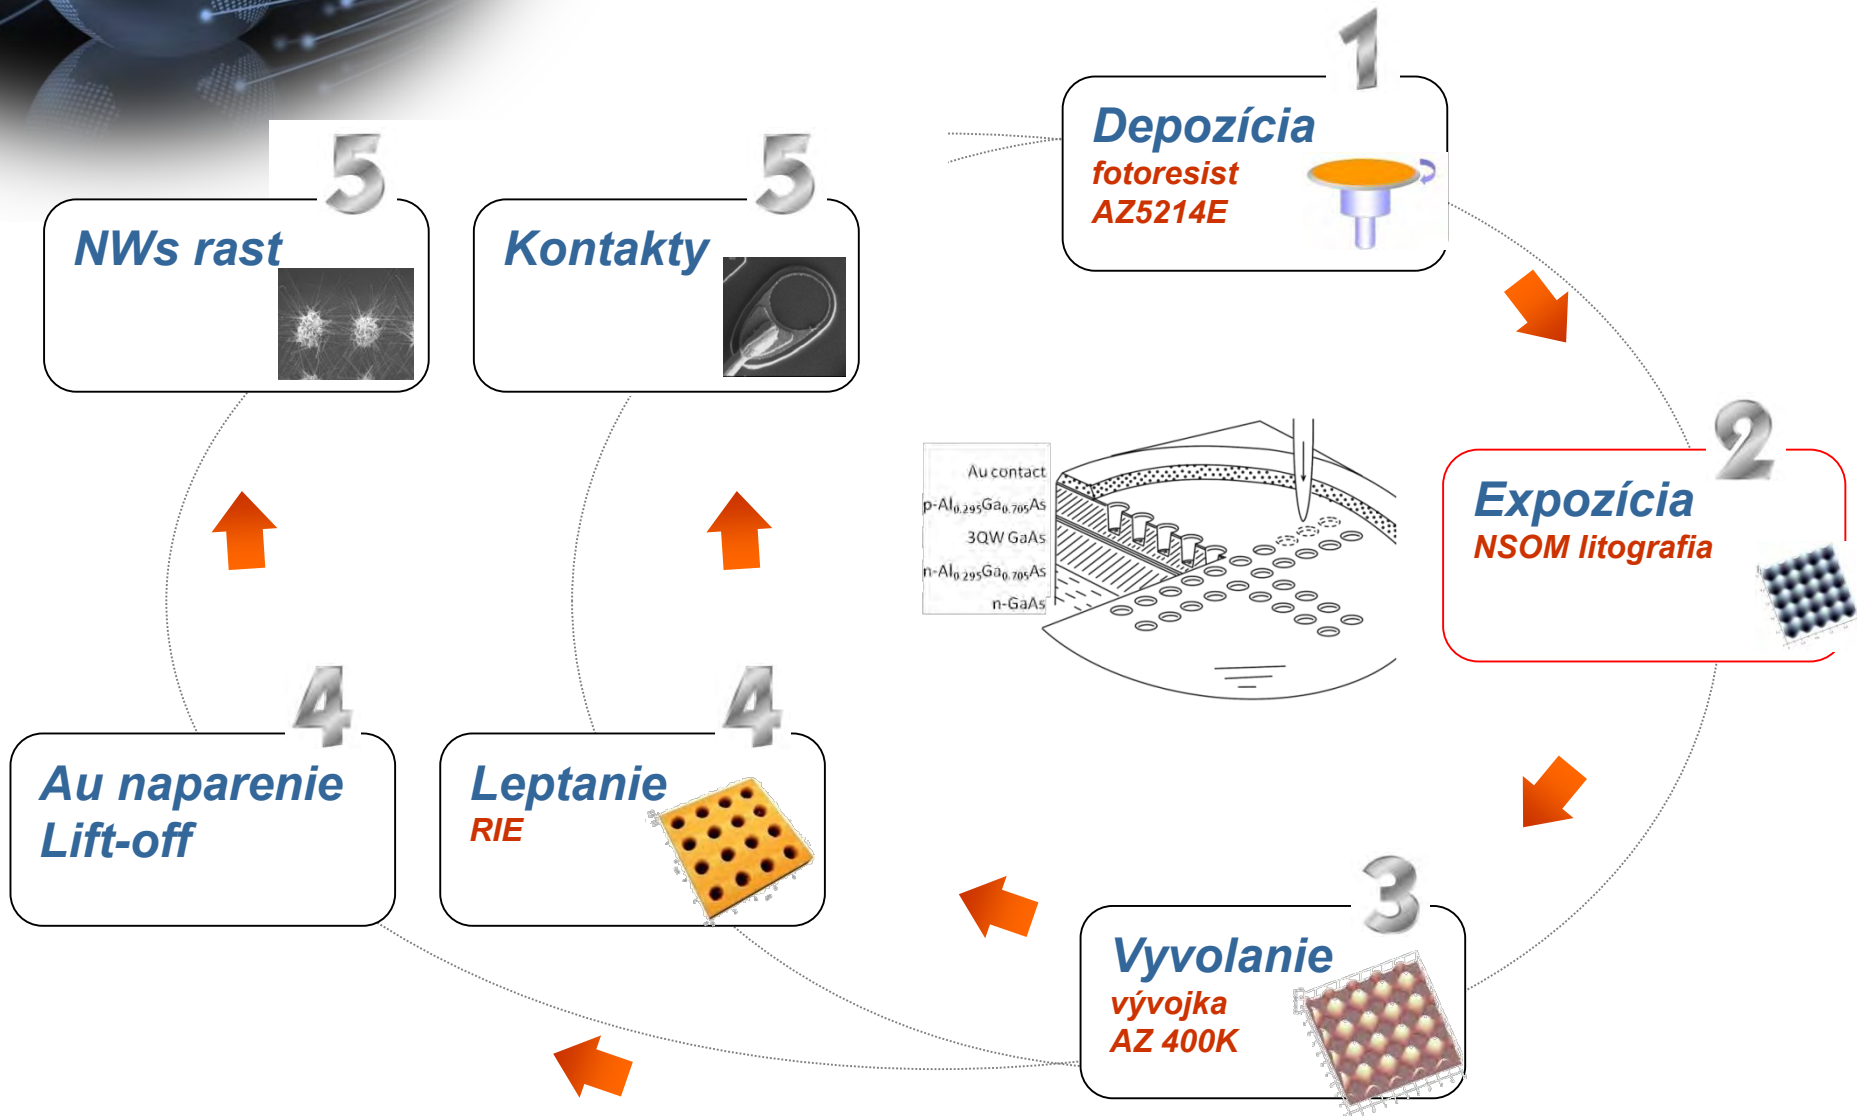 1
Depozícia
fotoresist
AZ5214E
2
Expozícia
NSOM litografia
3
Vyvolanie
vývojka
AZ 400K
4
Leptanie
RIE
5
Kontakty
4
Au naparenie
Lift-off
5
NWs rast
Au contact
p-Al0.295Ga0.705As
3QW GaAs
n-Al0.295Ga0.705As
n-GaAs